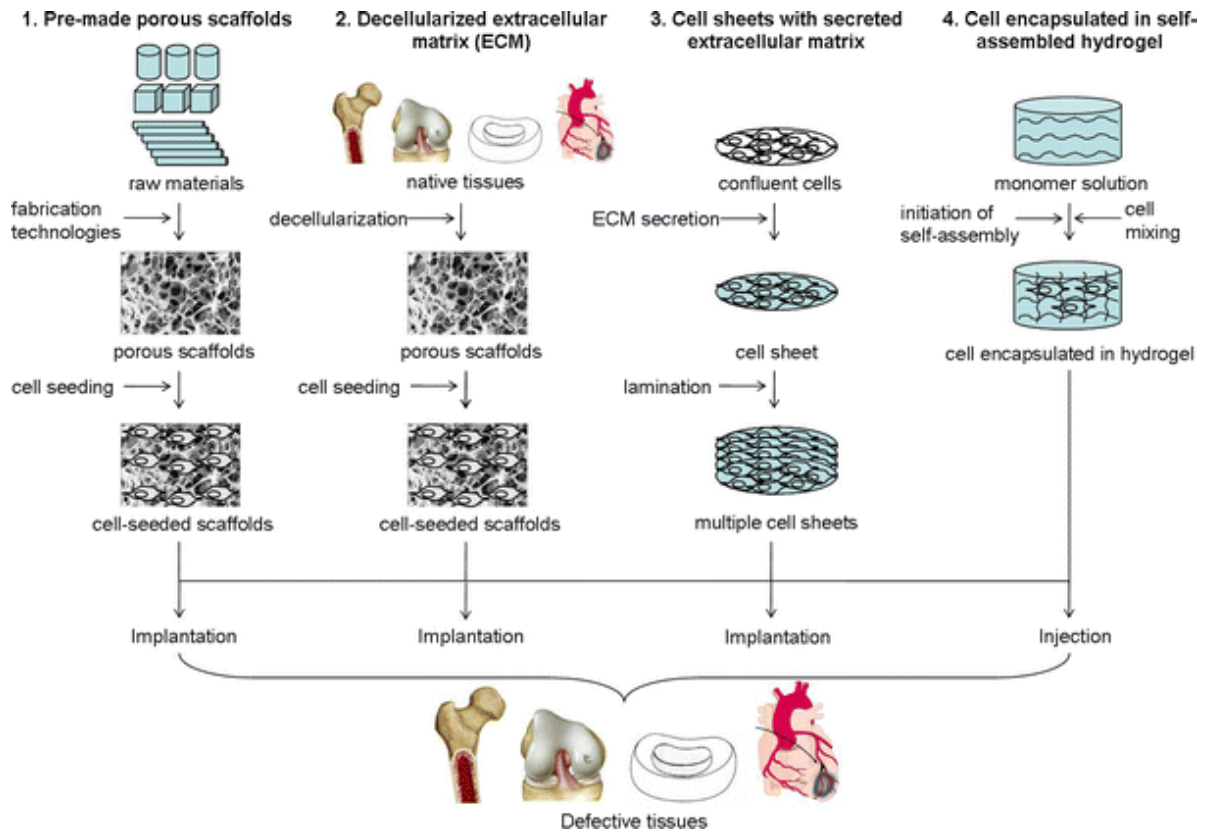 1. Pre-made porous scaffolds
2. Decellularized extracellular
matrix (ECM)
3. Cell sheets with secreted
extracellular matrix
4. Cell encapsulated in self-
assembled hydrogel
raw materials
native tissues
confluent cells
monomer solution
fabrication
technologies
decellularization
ECM secretion
initiation of
self-assembly
cell
mixing
porous scaffolds
porous scaffolds
cell sheet
cell encapsulated in hydrogel
cell seeding
cell seeding
lamination
cell-seeded scaffolds
cell-seeded scaffolds
multiple cell sheets
Implantation
Implantation
Implantation
Injection
Defective tissues